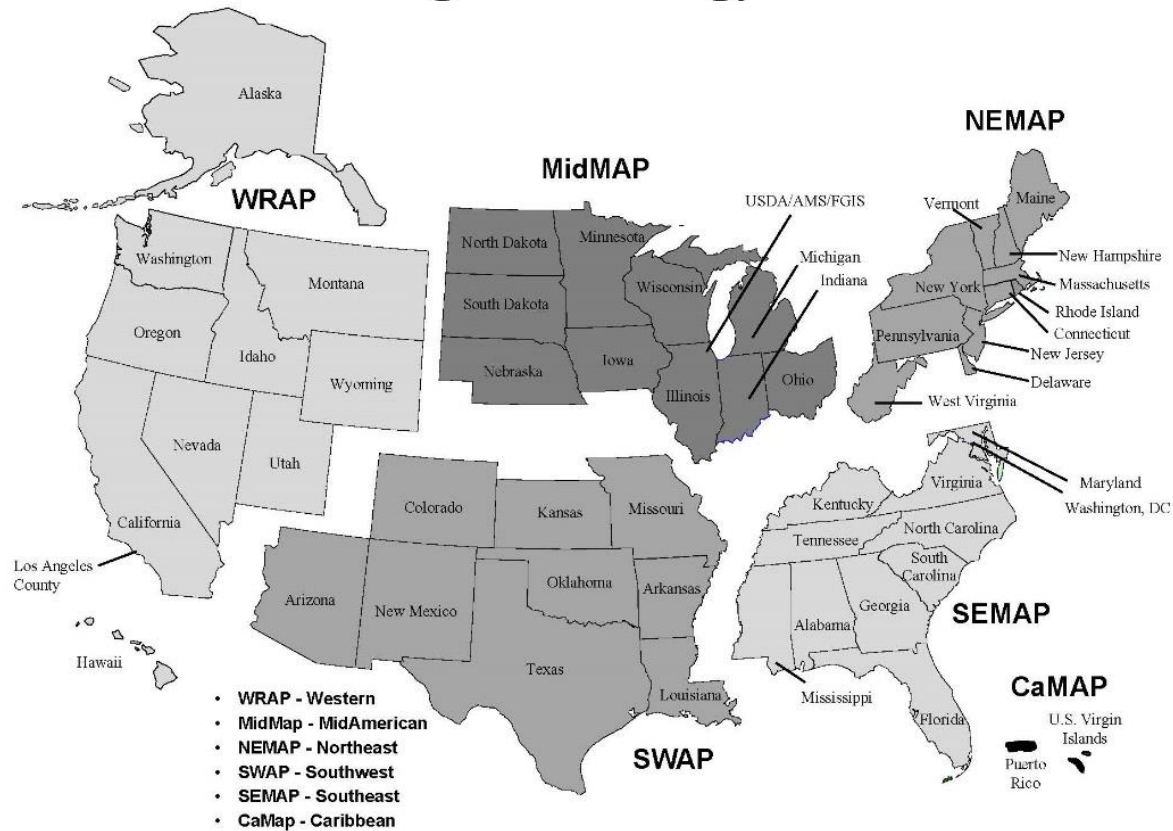 Alaska
NEMAP
MidMAP
WRAP
USDA/AMS/FGIS
Vermont
Maine
North Dakota
Minnesota
Washington
Michigan
New Hampshire
Indiana
Montana
Massachusetts
Wisconsin
New York
South Dakota
Rhode Island
Oregon
Connecticut
Pennsylvania
Idaho
New Jersey
Iowa
Wyoming
Nebraska
Ohio
Delaware
Illinois
West Virginia
Nevada
Utah
Maryland
Virginia
Kentucky
Colorado
Kansas
Missouri
Washington, DC
California
North Carolina
Tennessee
South
Carolina
Los Angeles
County
Oklahoma
Arkansas
Arizona
New Mexico
Georgia
SEMAP
Alabama
Hawaii
Texas
CaMAP
Louisiana
Mississippi
Florida
U.S. Virgin
Islands
Puerto
Rico
SWAP
• WRAP - Western
• MidMap - MidAmerican
• NEMAP - Northeast
• SWAP - Southwest
• SEMAP - Southeast
• CaMap - Caribbean